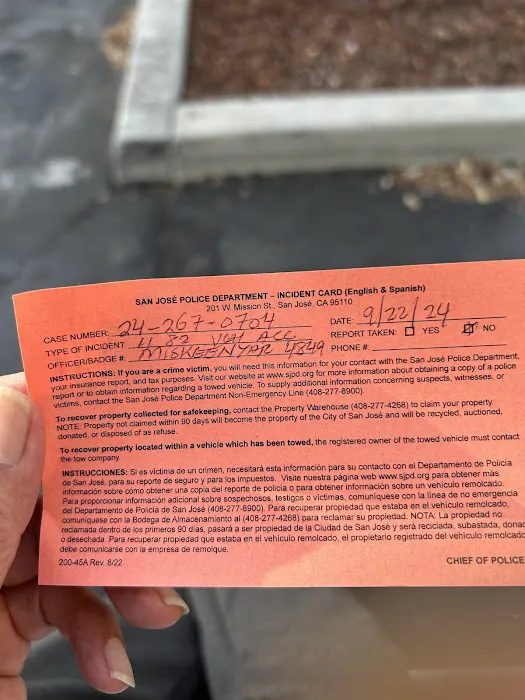 SAN JOSÉ POLICE DEPARTMENT – INCIDENT CARD (English & Spanish)
201 W. Mission St., San José, CA 95110
CASE NUMBER: 24-267-0704 DATE: 9/22/24
TYPE OF INCIDENT: 1182 VEH ACC REPORT TAKEN: YES NO
OFFICER/BADGE #: 4849 PHONE #:
INSTRUCTIONS: If you are a crime victim, you will need this information for your contact with the San José Police Department,
your insurance report, and tax purposes. Visit our website at www.sjpd.org for more information about obtaining a copy of a police
report or to obtain information regarding a towed vehicle. To supply additional information concerning suspects, witnesses, or
victims, contact the San José Police Department Non-Emergency Line (408-277-8900).
To recover property collected for safekeeping, contact the Property Warehouse (408-277-4268) to claim your property.
NOTE: Property not claimed within 90 days will become the property of the City of San José and will be recycled, auctioned,
donated, or disposed of as refuse.
To recover property located within a vehicle which has been towed, the registered owner of the towed vehicle must contact
the tow company.
INSTRUCCIONES: Si es víctima de un crimen, necesitará esta información para su contacto con el Departamento de Policía
de San José, para su reporte de seguro y para los impuestos. Visite nuestra página web www.sjpd.org para obtener más
información sobre cómo obtener una copia del reporte de policía o para obtener información sobre un vehículo remolcado.
Para proporcionar información adicional sobre sospechosos, testigos o víctimas, comuníquese con la línea de no emergencia
del Departamento de Policía de San José (408-277-8900). Para recuperar propiedad que estaba en el vehículo remolcado,
comuníquese con la Bodega de Almacenamiento al (408-277-4268) para reclamar su propiedad. NOTA: La propiedad no
reclamada dentro de los primeros 90 días, pasará a ser propiedad de la Ciudad de San José y será reciclada, subastada, donad
o desechada. Para recuperar propiedad que estaba en el vehículo remolcado, el propietario registrado del vehículo remolcado
debe comunicarse con la empresa de remolque.
200-45A Rev. 8/22 CHIEF OF POLICE